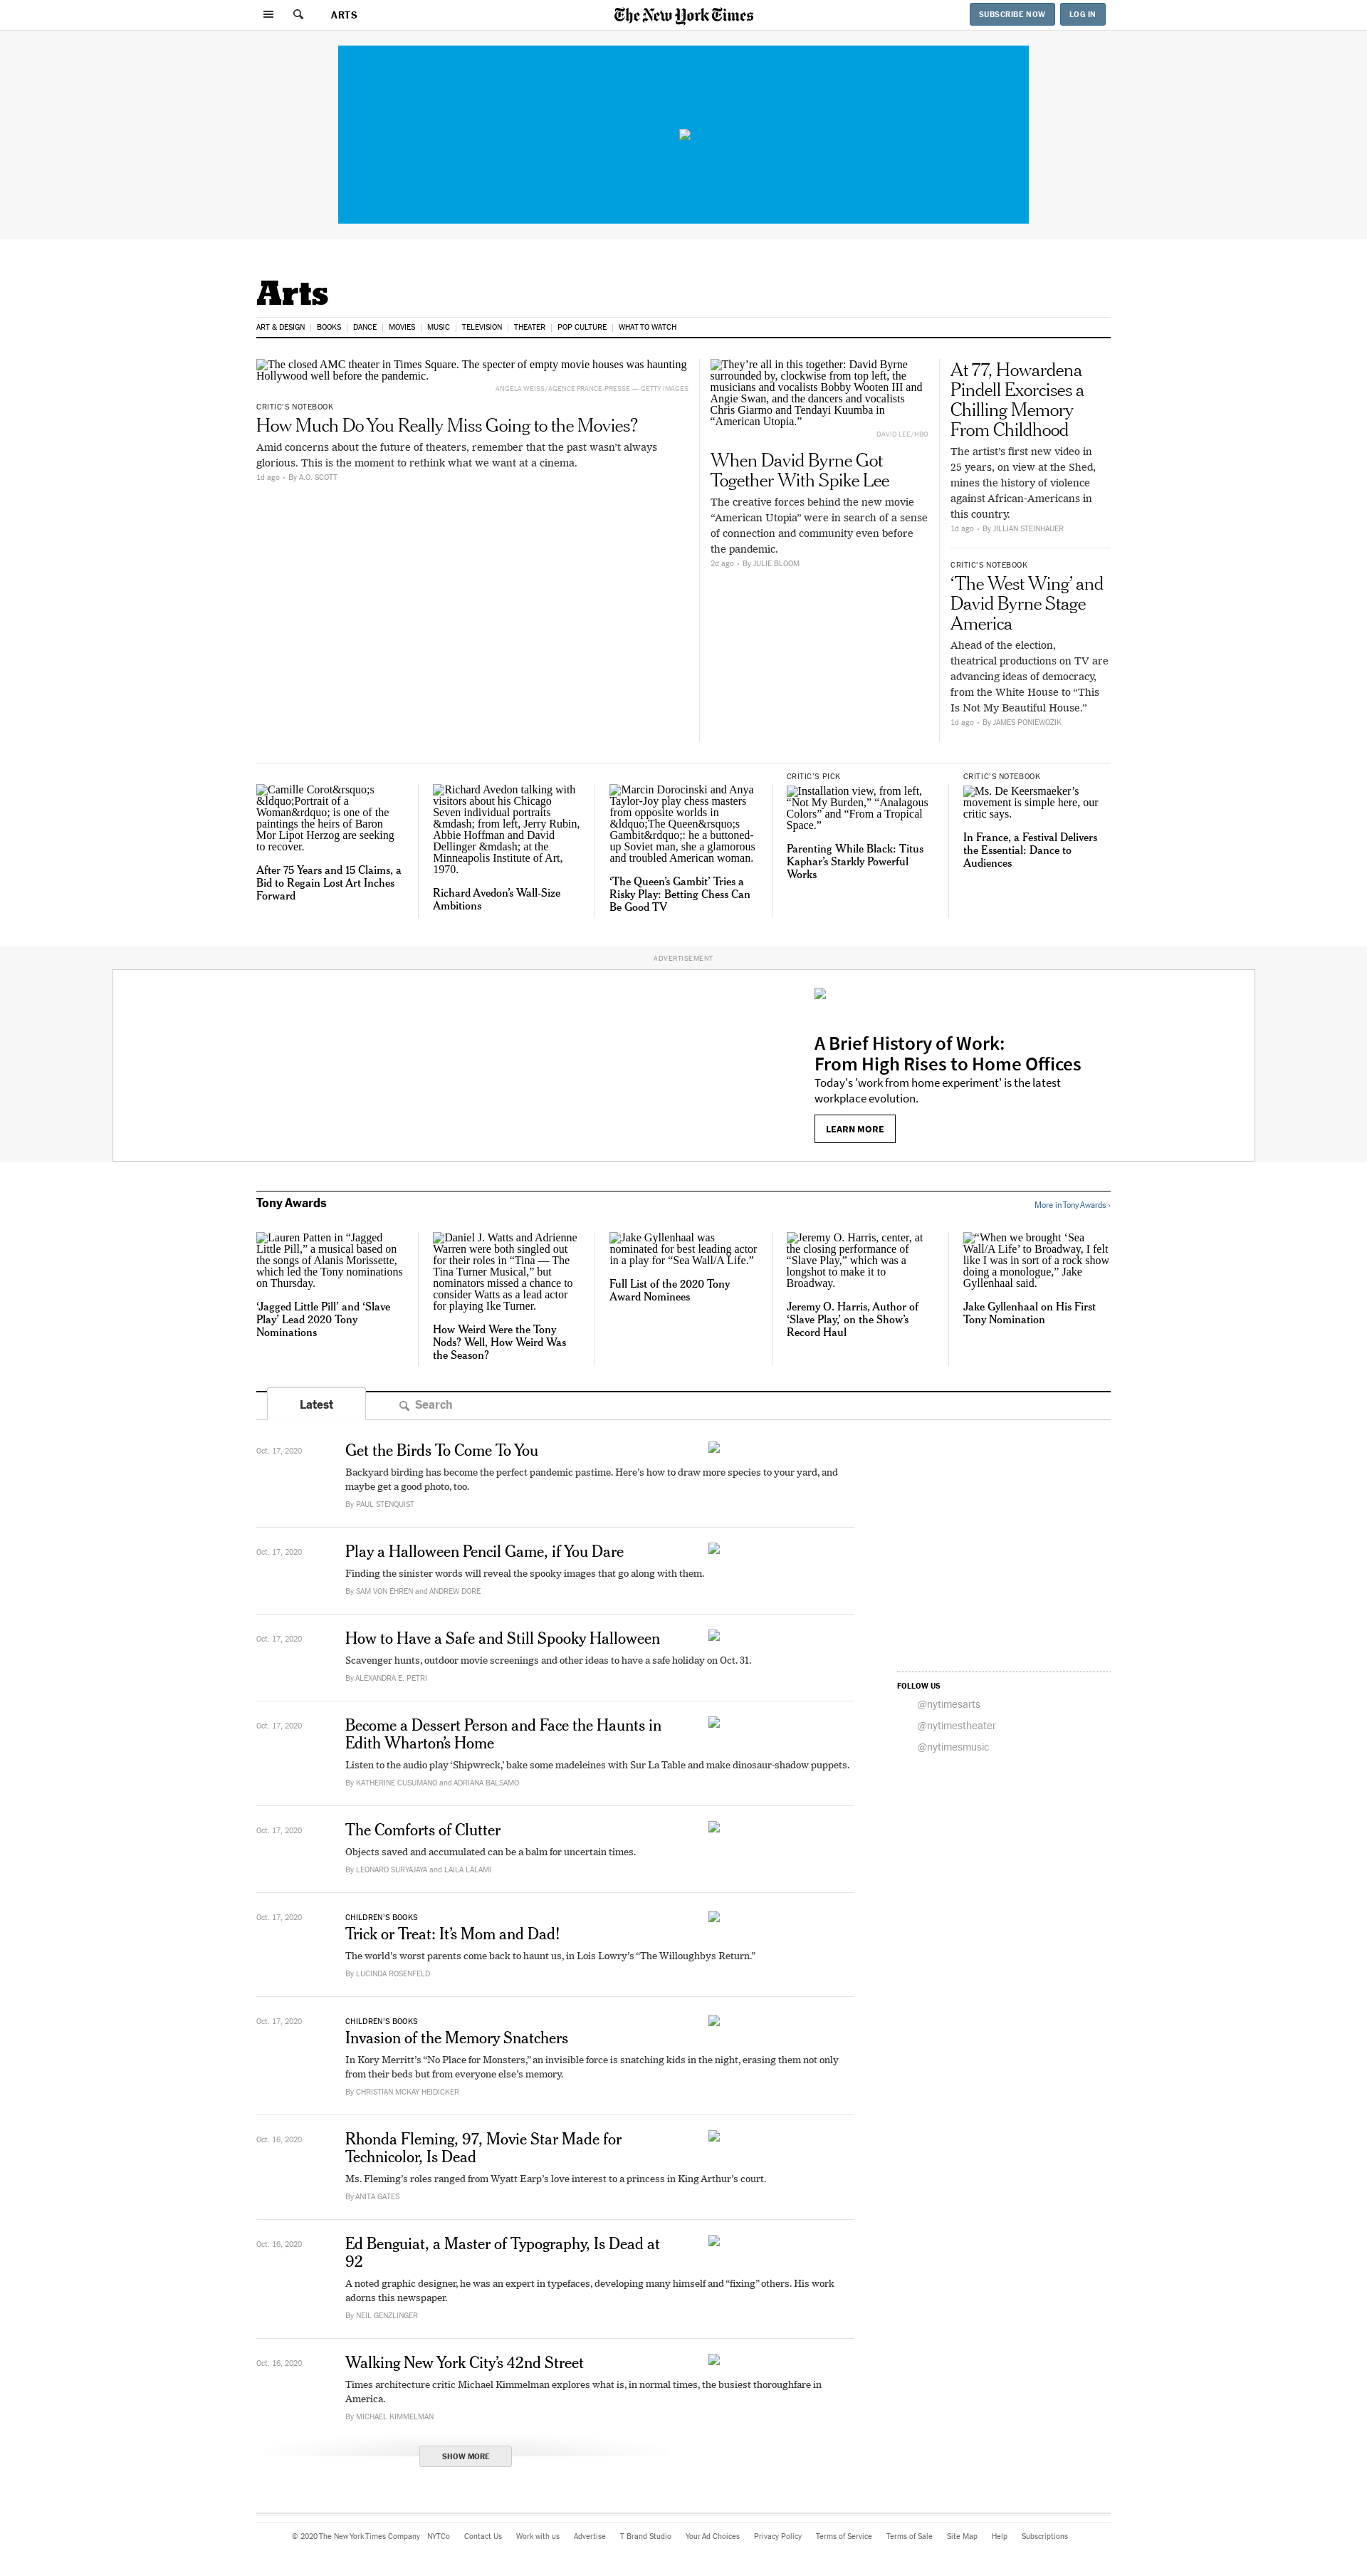 ARTS
The New York Times
SUBSCRIBE NOW
LOG IN
Arts
ART & DESIGN
BOOKS
DANCE
MOVIES
MUSIC
TELEVISION
THEATER
POP CULTURE
WHAT TO WATCH
The closed AMC theater in Times Square. The specter of empty movie houses was haunting
Hollywood well before the pandemic.
ANGELA WEISS/AGENCE FRANCE-PRESSE — GETTY IMAGES
CRITIC'S NOTEBOOK
How Much Do You Really Miss Going to the Movies?
Amid concerns about the future of theaters, remember that the past wasn't always
glorious. This is the moment to rethink what we want at a cinema.
1d ago • By A.O. SCOTT
They're all in this together: David Byrne
surrounded by, clockwise from top left, the
musicians and vocalists Bobby Wooten III and
Angie Swan, and the dancers and vocalists
Chris Giarmo and Tendayi Kuumba in
“American Utopia.”
DAVID LEE/HBO
When David Byrne Got
Together With Spike Lee
The creative forces behind the new movie
“American Utopia” were in search of a sense
of connection and community even before
the pandemic.
2d ago • By JULIE BLOOM
At 77, Howardena
Pindell Exorcises a
Chilling Memory
From Childhood
The artist's first new video in
25 years, on view at the Shed,
mines the history of violence
against African-Americans in
this country.
1d ago • By JILLIAN STEINHAUER
CRITIC'S NOTEBOOK
‘The West Wing’ and
David Byrne Stage
America
Ahead of the election,
theatrical productions on TV are
advancing ideas of democracy,
from the White House to “This
Is Not My Beautiful House.”
1d ago • By JAMES PONIEWOZIK
Camille Corot&rsquo;s
&ldquo;Portrait of a
Woman&rdquo; is one of the
paintings the heirs of Baron
Mor Lipot Herzog are seeking
to recover.
After 75 Years and 15 Claims, a
Bid to Regain Lost Art Inches
Forward
Richard Avedon talking with
visitors about his Chicago
Seven individual portraits
&mdash; from left, Jerry Rubin,
Abbie Hoffman and David
Dellinger &mdash; at the
Minneapolis Institute of Art,
1970.
Richard Avedon's Wall-Size
Ambitions
Marcin Dorocinski and Anya
Taylor-Joy play chess masters
from opposite worlds in
&ldquo;The Queen&rsquo;s
Gambit&rdquo;: he a buttoned-
up Soviet man, she a glamorous
and troubled American woman.
‘The Queen's Gambit’ Tries a
Risky Play: Betting Chess Can
Be Good TV
CRITIC'S PICK
Installation view, from left,
“Not My Burden,” “Analagous
Colors” and “From a Tropical
Space.”
Parenting While Black: Titus
Kaphar's Starkly Powerful
Works
CRITIC'S NOTEBOOK
Ms. De Keersmaeker's
movement is simple here, our
critic says.
In France, a Festival Delivers
the Essential: Dance to
Audiences
ADVERTISEMENT
A Brief History of Work:
From High Rises to Home Offices
Today's 'work from home experiment' is the latest
workplace evolution.
LEARN MORE
Tony Awards
More in Tony Awards ›
Lauren Patten in “Jagged
Little Pill,” a musical based on
the songs of Alanis Morissette,
which led the Tony nominations
on Thursday.
‘Jagged Little Pill’ and ‘Slave
Play’ Lead 2020 Tony
Nominations
Daniel J. Watts and Adrienne
Warren were both singled out
for their roles in “Tina — The
Tina Turner Musical,” but
nominators missed a chance to
consider Watts as a lead actor
for playing Ike Turner.
How Weird Were the Tony
Nods? Well, How Weird Was
the Season?
Jake Gyllenhaal was
nominated for best leading actor
in a play for “Sea Wall/A Life.”
Full List of the 2020 Tony
Award Nominees
Jeremy O. Harris, center, at
the closing performance of
“Slave Play,” which was a
longshot to make it to
Broadway.
Jeremy O. Harris, Author of
‘Slave Play,’ on the Show's
Record Haul
“When we brought ‘Sea
Wall/A Life’ to Broadway, I felt
like I was in sort of a rock show
doing a monologue,” Jake
Gyllenhaal said.
Jake Gyllenhaal on His First
Tony Nomination
Latest
Search
Oct. 17, 2020
Get the Birds To Come To You
Backyard birding has become the perfect pandemic pastime. Here's how to draw more species to your yard, and
maybe get a good photo, too.
By PAUL STENQUIST
Oct. 17, 2020
Play a Halloween Pencil Game, if You Dare
Finding the sinister words will reveal the spooky images that go along with them.
By SAM VON EHREN and ANDREW DORE
Oct. 17, 2020
How to Have a Safe and Still Spooky Halloween
Scavenger hunts, outdoor movie screenings and other ideas to have a safe holiday on Oct. 31.
By ALEXANDRA E. PETRI
FOLLOW US
@nytimesarts
@nytimestheater
@nytimesmusic
Oct. 17, 2020
Become a Dessert Person and Face the Haunts in
Edith Wharton's Home
Listen to the audio play ‘Shipwreck,’ bake some madeleines with Sur La Table and make dinosaur-shadow puppets.
By KATHERINE CUSUMANO and ADRIANA BALSAMO
Oct. 17, 2020
The Comforts of Clutter
Objects saved and accumulated can be a balm for uncertain times.
By LEONARD SURYAJAYA and LAILA LALAMI
Oct. 17, 2020
CHILDREN'S BOOKS
Trick or Treat: It's Mom and Dad!
The world's worst parents come back to haunt us, in Lois Lowry's “The Willoughbys Return.”
By LUCINDA ROSENFELD
Oct. 17, 2020
CHILDREN'S BOOKS
Invasion of the Memory Snatchers
In Kory Merritt's “No Place for Monsters,” an invisible force is snatching kids in the night, erasing them not only
from their beds but from everyone else's memory.
By CHRISTIAN MCKAY HEIDICKER
Oct. 16, 2020
Rhonda Fleming, 97, Movie Star Made for
Technicolor, Is Dead
Ms. Fleming's roles ranged from Wyatt Earp's love interest to a princess in King Arthur's court.
By ANITA GATES
Oct. 16, 2020
Ed Benguiat, a Master of Typography, Is Dead at
92
A noted graphic designer, he was an expert in typefaces, developing many himself and “fixing” others. His work
adorns this newspaper.
By NEIL GENZLINGER
Oct. 16, 2020
Walking New York City's 42nd Street
Times architecture critic Michael Kimmelman explores what is, in normal times, the busiest thoroughfare in
America.
By MICHAEL KIMMELMAN
SHOW MORE
© 2020 The New York Times Company
NYTCo
Contact Us
Work with us
Advertise
T Brand Studio
Your Ad Choices
Privacy Policy
Terms of Service
Terms of Sale
Site Map
Help
Subscriptions